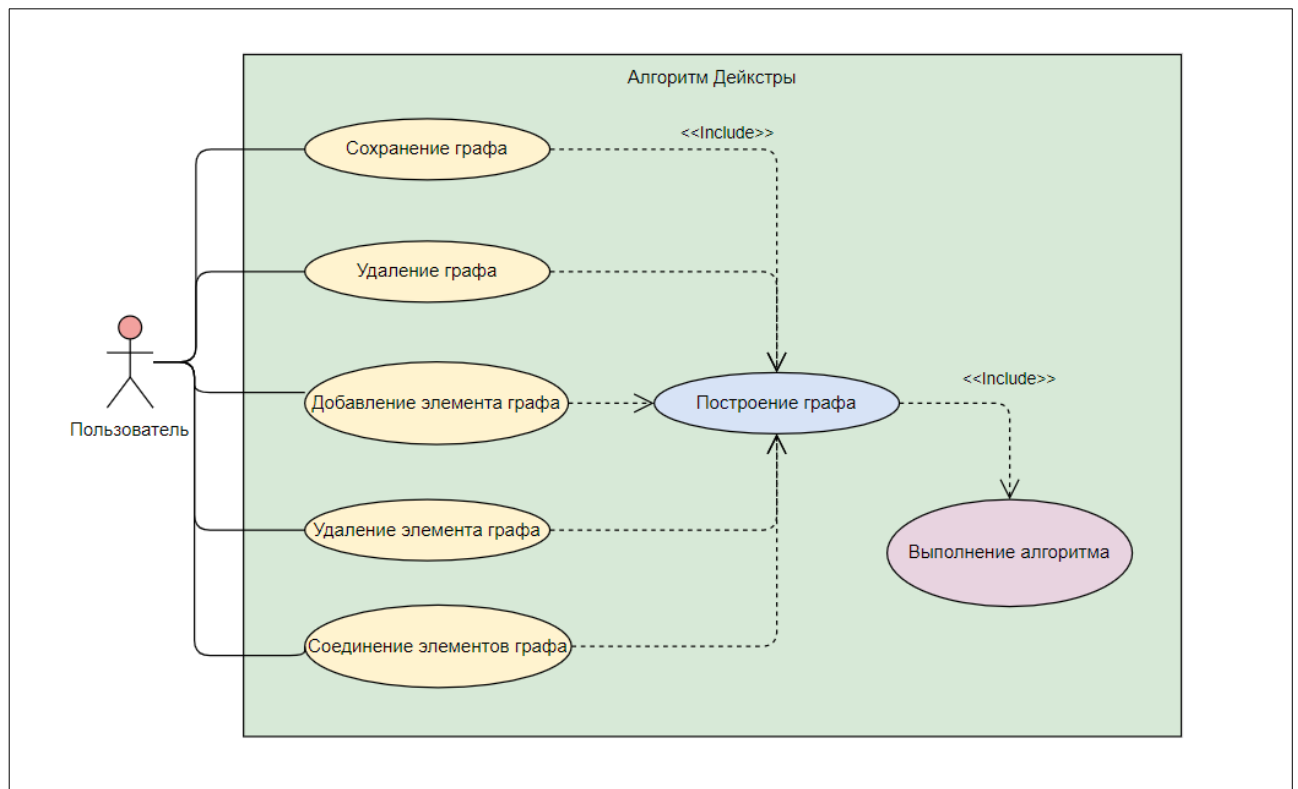 Алгоритм Дейкстры
<<Include>>
Сохранение графа
Удаление графа
Добавление элемента графа
Построение графа
<<Include>>
Пользователь
Удаление элемента графа
Выполнение алгоритма
Соединение элементов графа